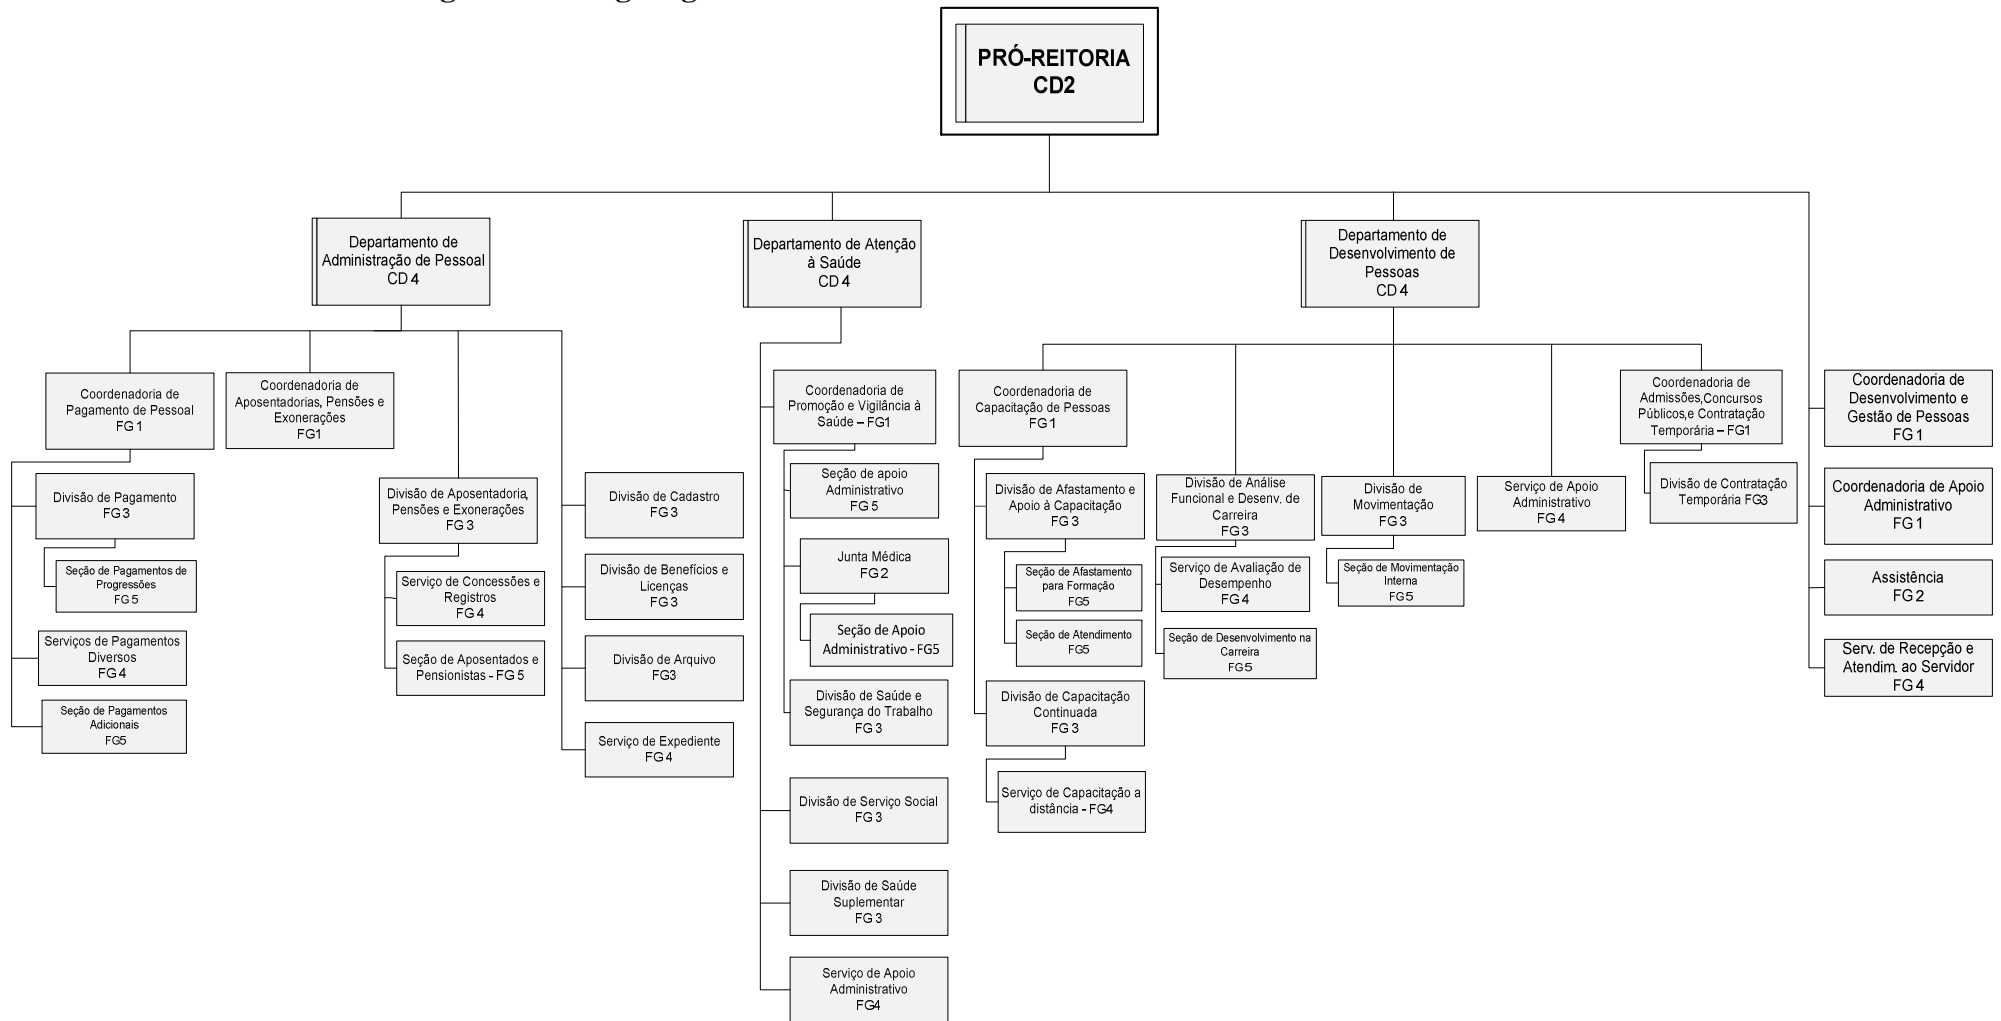 PRÓ-REITORIA
CD2
Departamento de
Administração de Pessoal
CD 4
Departamento de Atenção
à Saúde
CD 4
Departamento de
Desenvolvimento de
Pessoas
CD 4
Coordenadoria de
Pagamento de Pessoal
FG 1
Coordenadoria de
Aposentadorias, Pensões e
Exonerações
FG1
Divisão de Pagamento
FG 3
Seção de Pagamentos de
Progressões
FG 5
Serviços de Pagamentos
Diversos
FG 4
Seção de Pagamentos
Adicionais
FG5
Divisão de Aposentadoria,
Pensões e Exonerações
FG 3
Serviço de Concessões e
Registros
FG 4
Seção de Aposentados e
Pensionistas - FG 5
Divisão de Cadastro
FG 3
Divisão de Benefícios e
Licenças
FG 3
Divisão de Arquivo
FG3
Serviço de Expediente
FG 4
Coordenadoria de
Promoção e Vigilância à
Saúde – FG1
Seção de apoio
Administrativo
FG 5
Junta Médica
FG 2
Seção de Apoio
Administrativo - FG5
Divisão de Saúde e
Segurança do Trabalho
FG 3
Divisão de Serviço Social
FG 3
Divisão de Saúde
Suplementar
FG 3
Serviço de Apoio
Administrativo
FG4
Coordenadoria de
Capacitação de Pessoas
FG 1
Divisão de Afastamento e
Apoio à Capacitação
FG 3
Seção de Afastamento
para Formação
FG5
Seção de Atendimento
FG5
Divisão de Capacitação
Continuada
FG 3
Serviço de Capacitação a
distância - FG4
Divisão de Análise
Funcional e Desenv. de
Carreira
FG 3
Serviço de Avaliação de
Desempenho
FG 4
Seção de Desenvolvimento na
Carreira
FG 5
Divisão de
Movimentação
FG 3
Seção de Movimentação
Interna
FG 5
Serviço de Apoio
Administrativo
FG 4
Coordenadoria de
Admissões,Concursos
Públicos,e Contratação
Temporária – FG1
Divisão de Contratação
Temporária FG3
Coordenadoria de
Desenvolvimento e
Gestão de Pessoas
FG 1
Coordenadoria de Apoio
Administrativo
FG 1
Assistência
FG 2
Serv. de Recepção e
Atendim. ao Servidor
FG 4